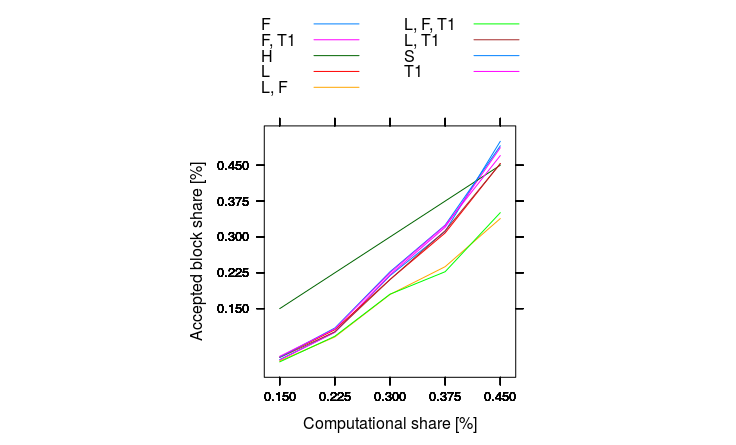 F
F, T1
H
L
L, F
L, F, T1
L, T1
S
T1
Accepted block share [%]
0.450
0.375
0.300
0.225
0.150
0.150 0.225 0.300 0.375 0.450
Computational share [%]